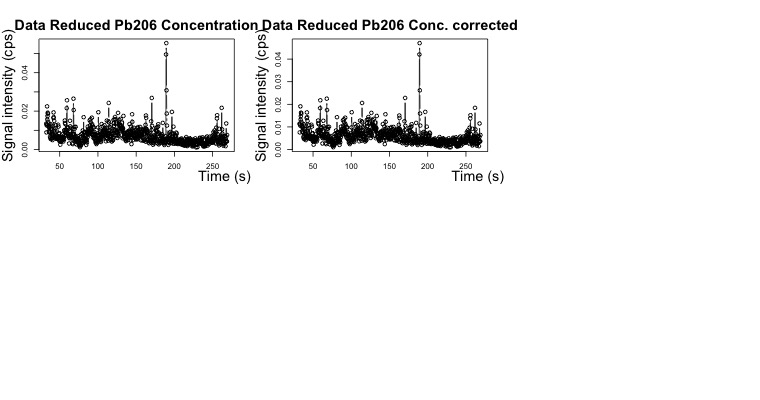 Data Reduced Pb206 Concentration
Signal intensity (cps)
0.00 0.02 0.04
50 100 150 200 250
Time (s)
Data Reduced Pb206 Conc. corrected
Signal intensity (cps)
0.00 0.01 0.02 0.03 0.04
50 100 150 200 250
Time (s)